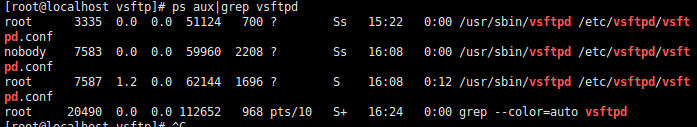 [root@localhost vsftp]# ps aux|grep vsftpd
root 3335 0.0 0.0 51124 700 ? Ss 15:22 0:00 /usr/sbin/vsftpd /etc/vsftpd/vsft
pd.conf
nobody 7583 0.0 0.0 59960 2208 ? Ss 16:08 0:00 /usr/sbin/vsftpd /etc/vsftpd/vsft
pd.conf
root 7587 1.2 0.0 62144 1696 ? S 16:08 0:12 /usr/sbin/vsftpd /etc/vsftpd/vsft
pd.conf
root 20490 0.0 0.0 112652 968 pts/10 S+ 16:24 0:00 grep --color=auto vsftpd
[root@localhost vsftp]# ^C